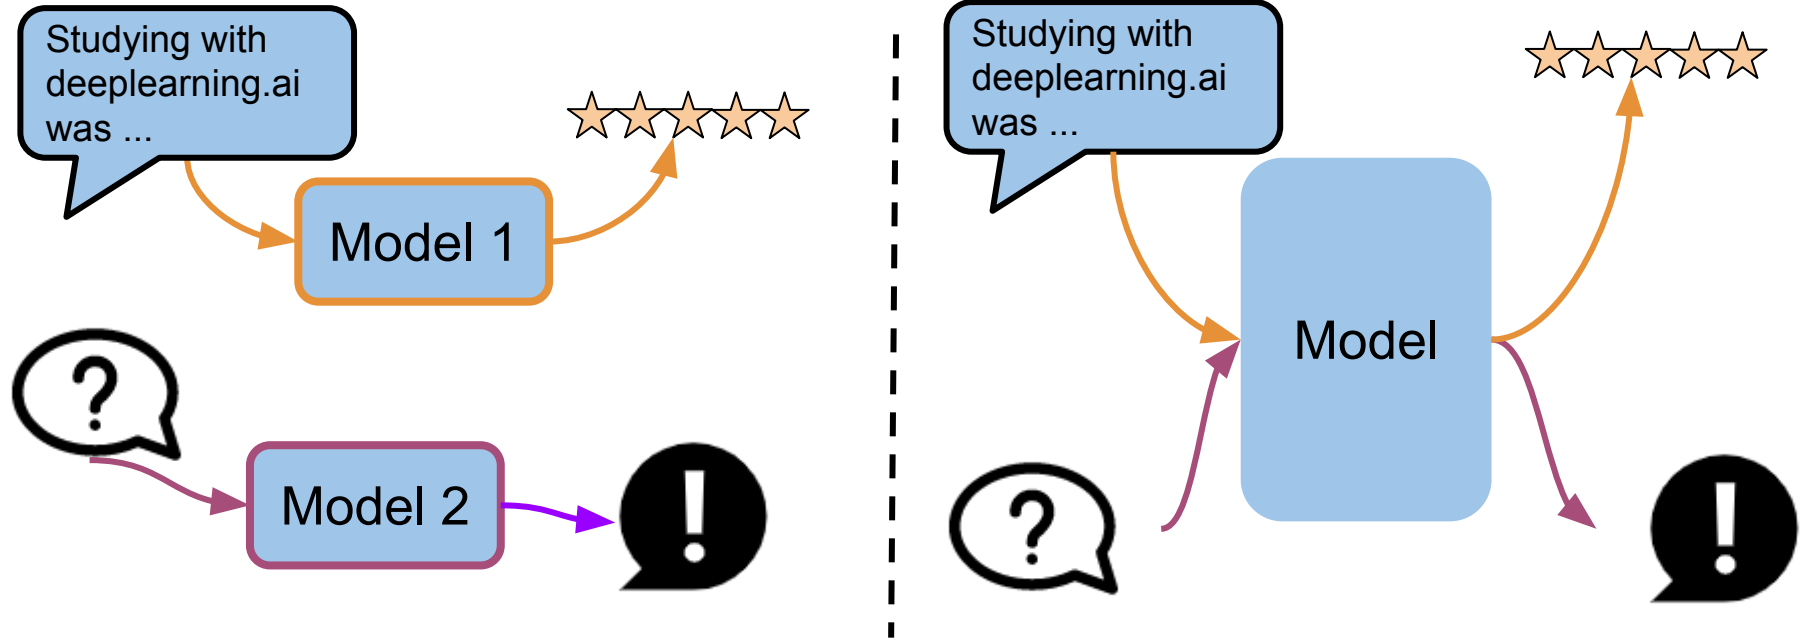 Studying with
deeplearning.ai
was ...
Model 1
?
Model 2
!
Studying with
deeplearning.ai
was ...
Model
?
!